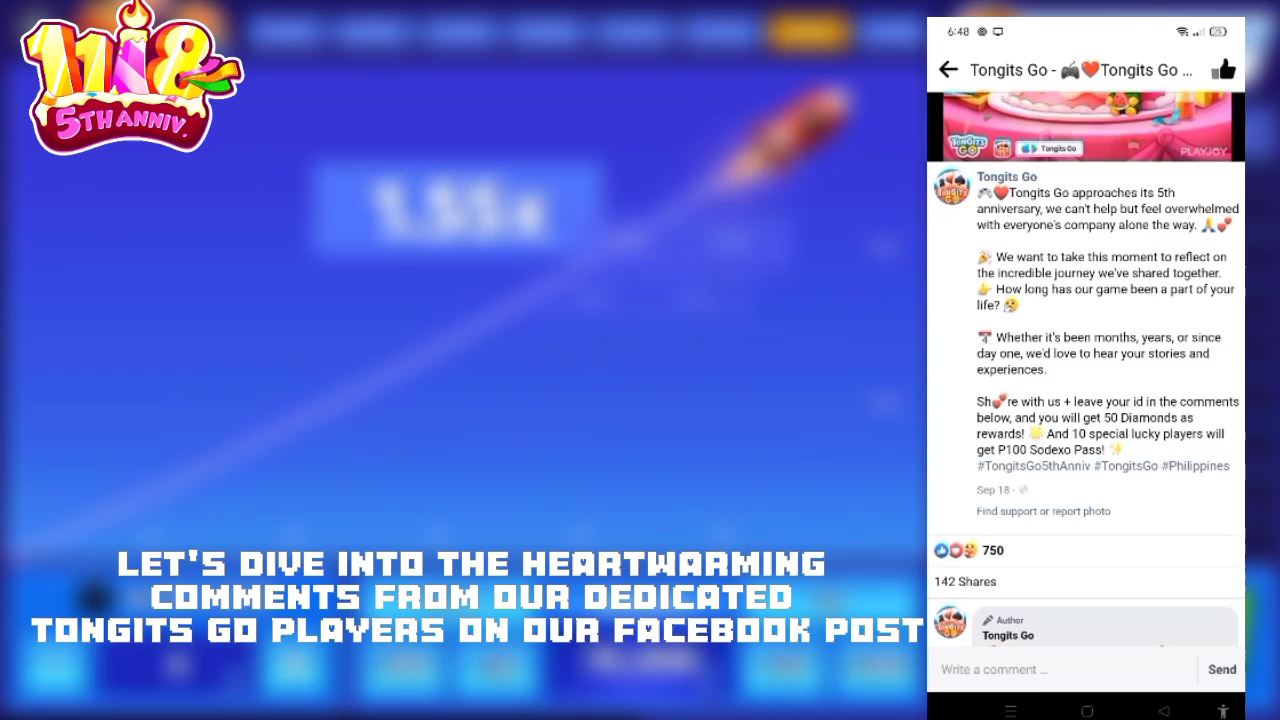 11.18
5TH ANNIV.
LET'S DIVE INTO THE HEARTWARMING
COMMENTS FROM OUR DEDICATED
TONGITS GO PLAYERS ON OUR FACEBOOK POST
6:48
Tongits Go - 🎮❤️Tongits Go ...
TONGITS GO
Tongits Go
PLAYJOY
Tongits Go
🎮❤️Tongits Go approaches its 5th
anniversary, we can't help but feel overwhelmed
with everyone's company alone the way. 🙏💕
🎉 We want to take this moment to reflect on
the incredible journey we've shared together.
👉 How long has our game been a part of your
life? 🤔
📅 Whether it's been months, years, or since
day one, we'd love to hear your stories and
experiences.
Sh💕re with us + leave your id in the comments
below, and you will get 50 Diamonds as
rewards! 🌟 And 10 special lucky players will
get P100 Sodexo Pass! ✨
#TongitsGo5thAnniv #TongitsGo #Philippines
Sep 18 ·
Find support or report photo
750
142 Shares
Author
Tongits Go
Write a comment ...
Send